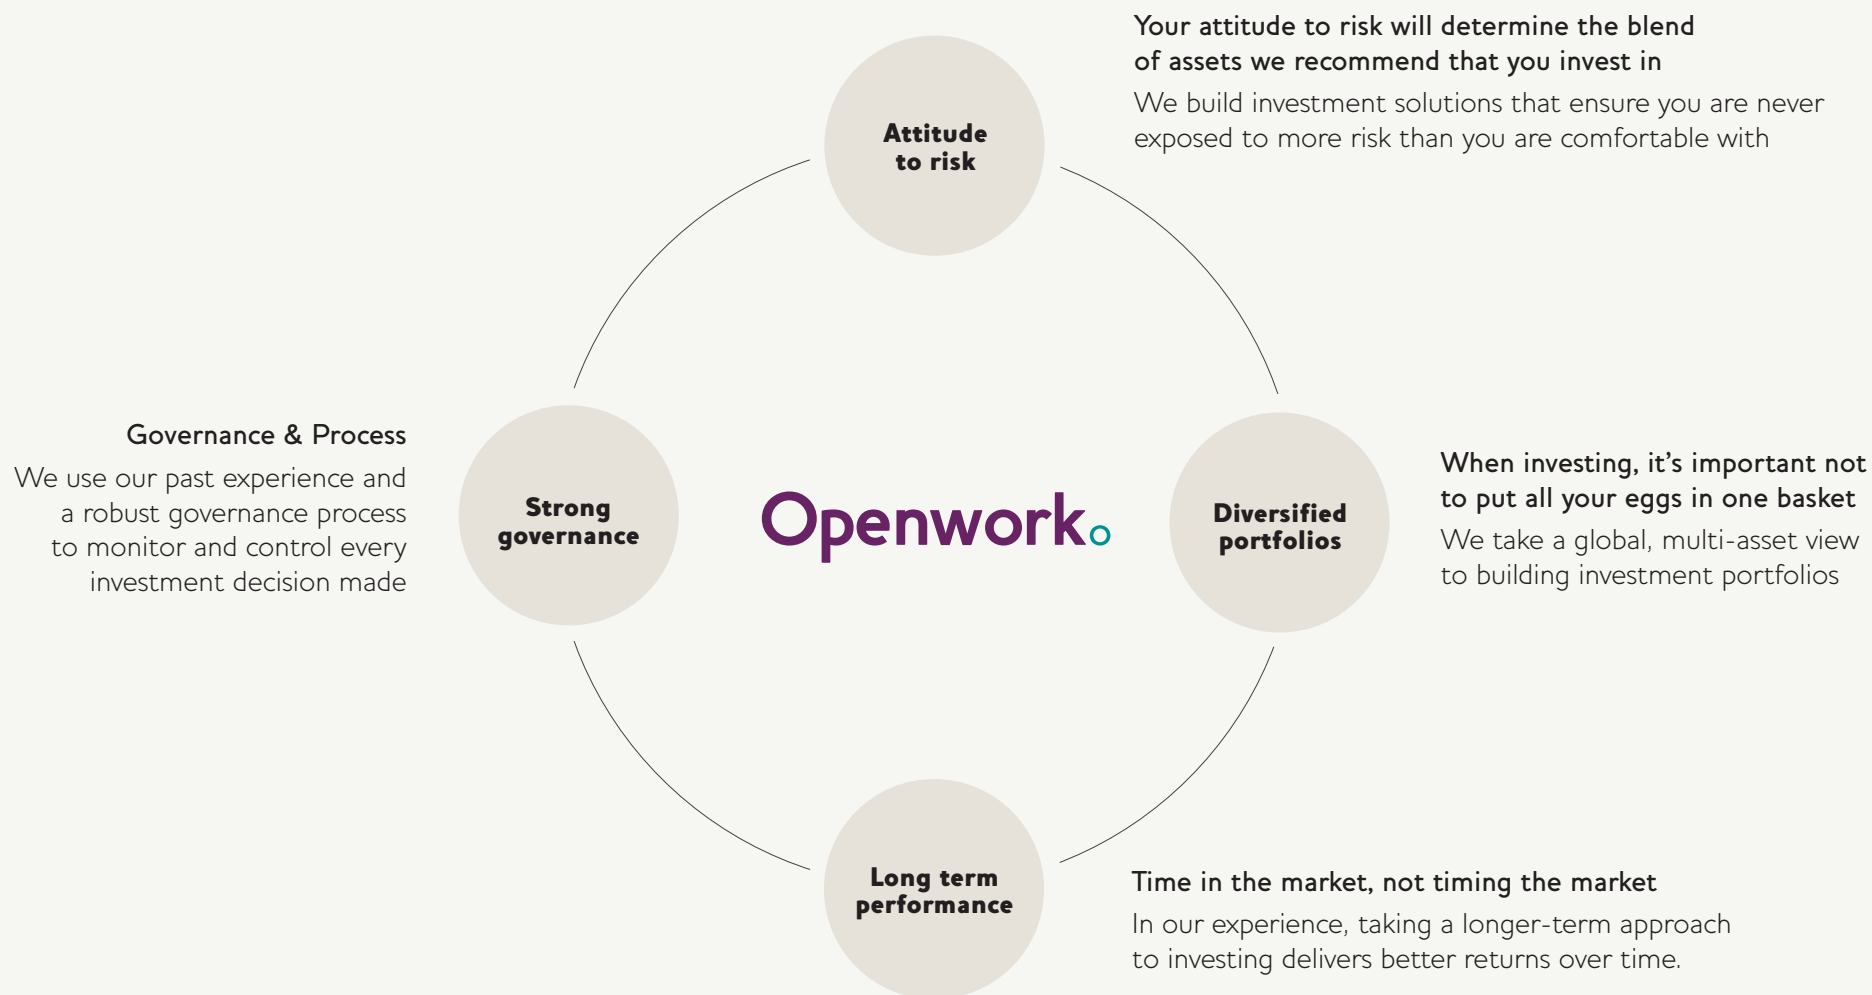 Attitude
to risk
Your attitude to risk will determine the blend
of assets we recommend that you invest in
We build investment solutions that ensure you are never
exposed to more risk than you are comfortable with
Governance & Process
We use our past experience and
a robust governance process
to monitor and control every
investment decision made
Strong
governance
Openwork
Diversified
portfolios
When investing, it’s important not
to put all your eggs in one basket
We take a global, multi-asset view
to building investment portfolios
Long term
performance
Time in the market, not timing the market
In our experience, taking a longer-term approach
to investing delivers better returns over time.